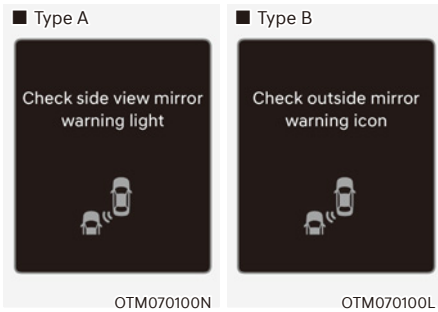 ■ Type A
Check side view mirror
warning light
OTM070100N
■ Type B
Check outside mirror
warning icon
OTM070100L